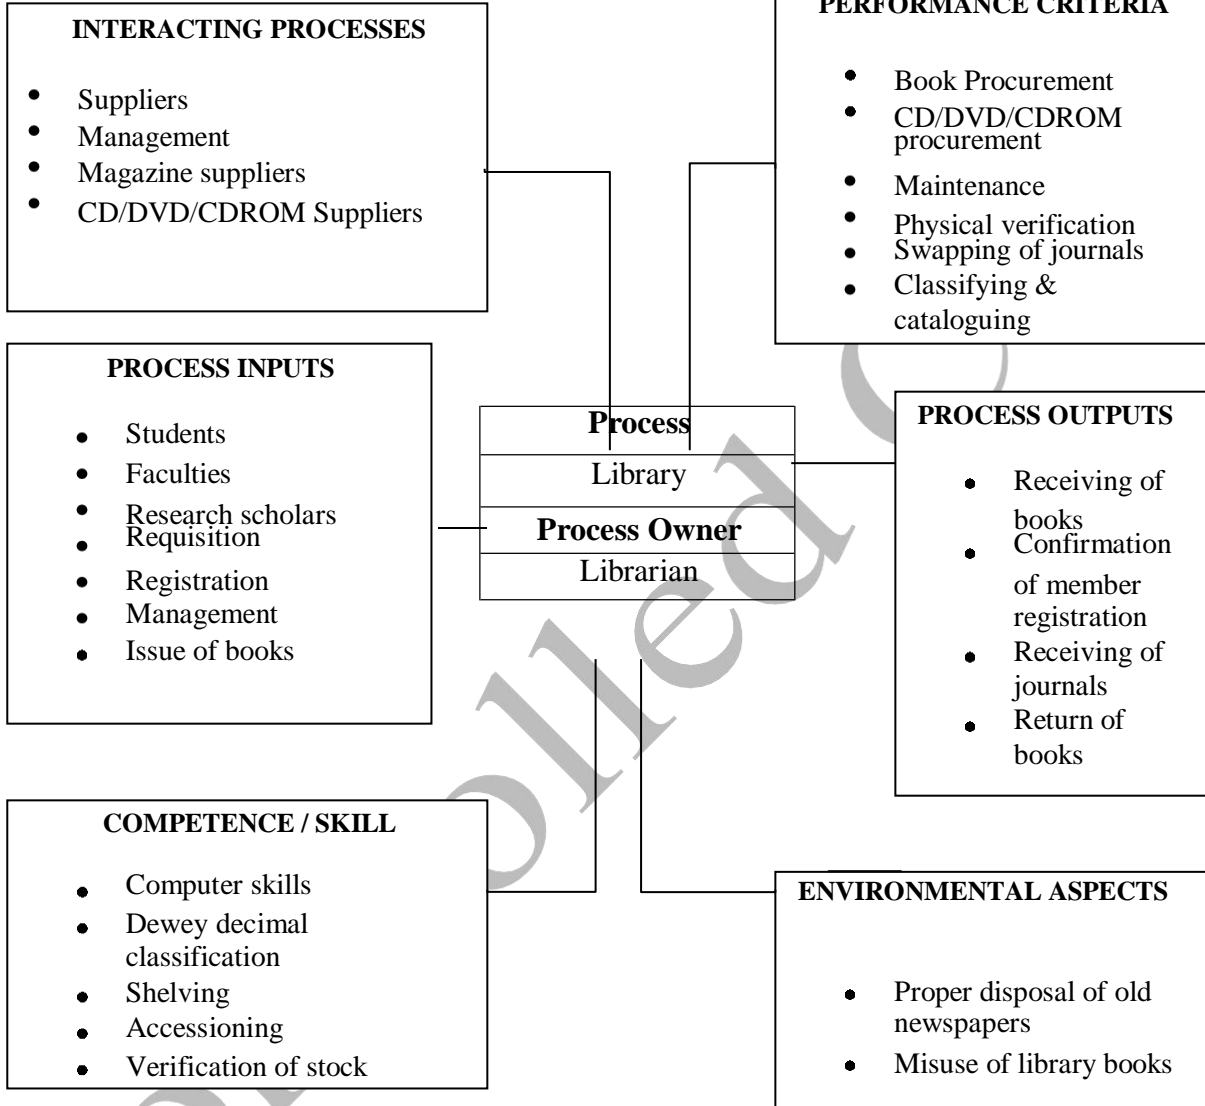 INTERACTING PROCESSES
Suppliers
Management
Magazine suppliers
CD/DVD/CDROM Suppliers
PERFORMANCE CRITERIA
Book Procurement
CD/DVD/CDROM
procurement
Maintenance
Physical verification
Swapping of journals
Classifying &
cataloguing
PROCESS INPUTS
Students
Faculties
Research scholars
Requisition
Registration
Management
Issue of books
Process
Library
Process Owner
Librarian
PROCESS OUTPUTS
Receiving of
books
Confirmation
of member
registration
Receiving of
journals
Return of
books
COMPETENCE / SKILL
Computer skills
Dewey decimal
classification
Shelving
Accessioning
Verification of stock
ENVIRONMENTAL ASPECTS
Proper disposal of old
newspapers
Misuse of library books